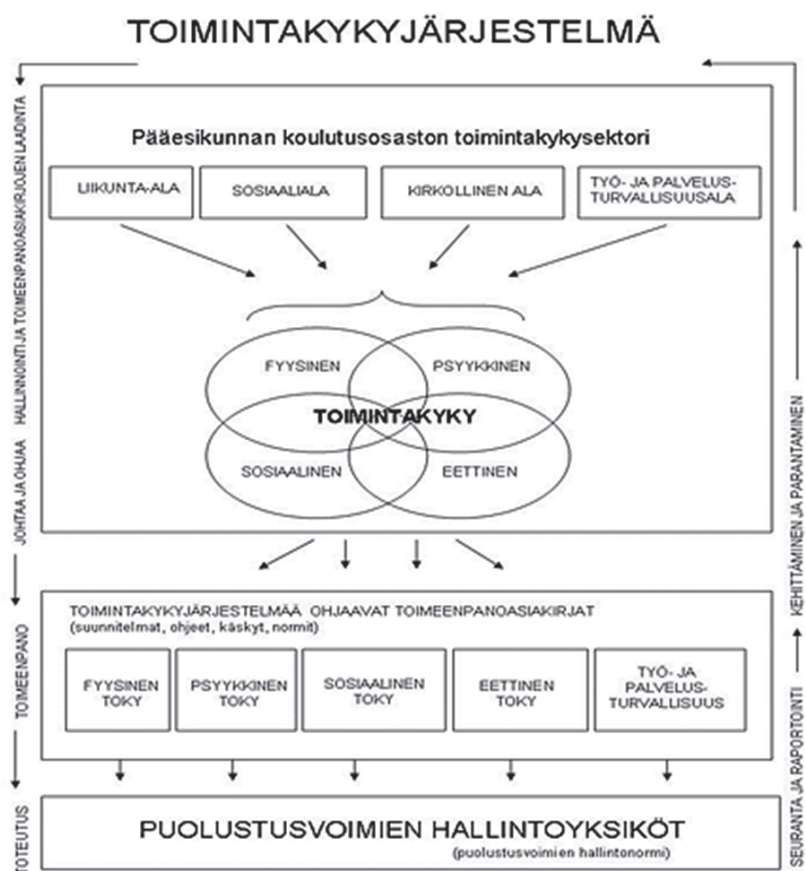 TOIMINTAKYKYJÄRJESTELMÄ
Pääesikunnan koulutusosaston toimintakykysektori
LIIKUNTA-ALA
SOSIAALIALA
KIRKOLLINEN ALA
TYÖ- JA PALVELUS-
TURVALLISUUSALA
FYYSINEN
PSYYKKINEN
TOIMINTAKYKY
SOSIAALINEN
EETTINEN
TOIMINTAKYKYJÄRJESTELMÄÄ OHJAAVAT TOIMEENPANOASIAKIRJAT
(suunnitelmat, ohjeet, käskyt, normit)
FYYSINEN
TOKY
PSYYKKINEN
TOKY
SOSIAALINEN
TOKY
EETTINEN
TOKY
TYÖ- JA
PALVELUS-
TURVALLISUUS
PUOLUSTUSVOIMIEN HALLINTOYKSIKÖT
(puolustusvoimien hallintonormi)
JOHTAA JA OHJAA HALLINNOINTI JA TOIMEENPANOASIAKIRJOJEN LAADINTA
TOIMEENPANO
TOTEUTUS
KEHITTÄMINEN JA PARANTAMINEN
SEURANTA JA RAPORTOINTI